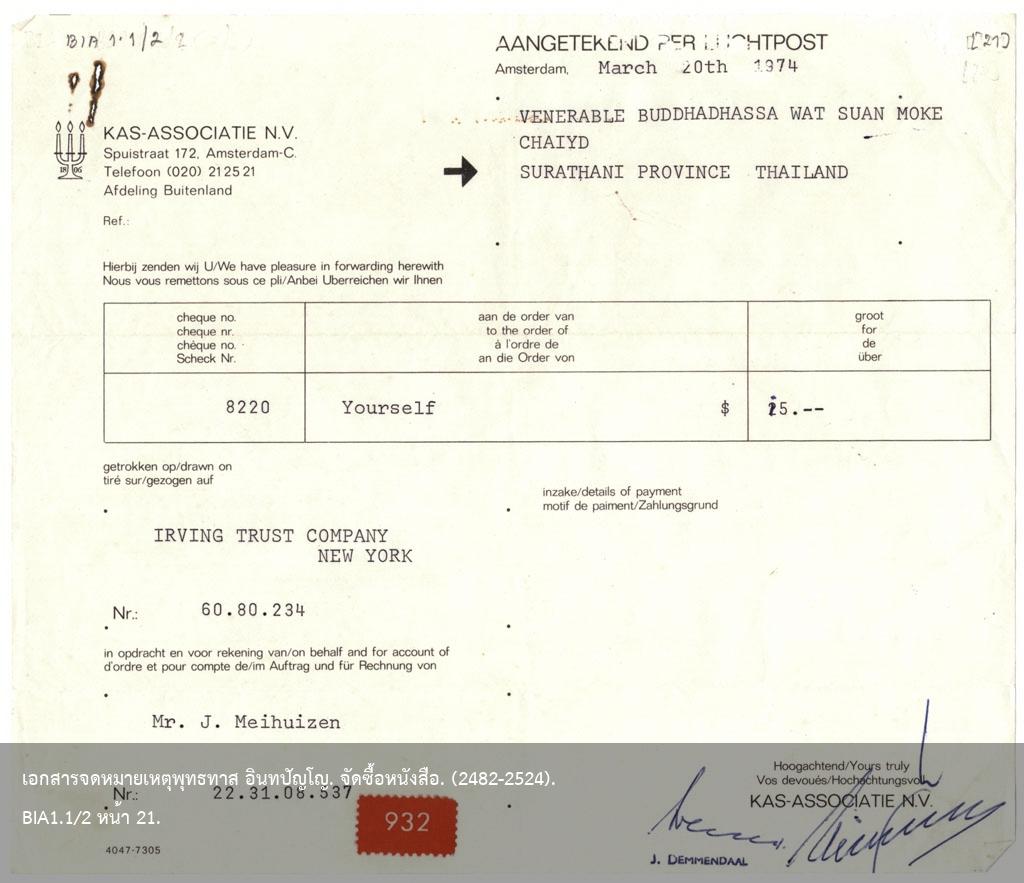 BIA 1.1/2
[21]
AANGETEKEND PER LUCHTPOST
Amsterdam, March 20th 1974
VENERABLE BUDDHADHASSA WAT SUAN MOKE
CHAIYD
SURATHANI PROVINCE THAILAND
KAS-ASSOCIATIE N.V.
Spuistraat 172, Amsterdam-C.
Telefoon (020) 212521
Afdeling Buitenland
1806
Ref.:
Hierbij zenden wij U/We have pleasure in forwarding herewith
Nous vous remettons sous ce pli/Anbei Uberreichen wir Ihnen
cheque no.
cheque nr.
chèque no.
Scheck Nr.
aan de order van
to the order of
à l'ordre de
an die Order von
groot
for
de
über
8220 Yourself $ 5.--
getrokken op/drawn on
tiré sur/gezogen auf
inzake/details of payment
motif de paiment/Zahlungsgrund
IRVING TRUST COMPANY
NEW YORK
Nr.: 60.80.234
in opdracht en voor rekening van/on behalf and for account of
d'ordre et pour compte de/im Auftrag und für Rechnung von
Mr. J. Meihuizen
Hoogachtend/Yours truly
Vos devoués/Hochachtungsvoll
KAS-ASSOCIATIE N.V.
เอกสารจดหมายเหตุพุทธทาส อินทปัญโญ. จัดซื้อหนังสือ. (2482-2524).
Nr.: 22.31.08.537
BIA1.1/2 หน้า 21.
932
J. DEMMENDAAL
4047-7305